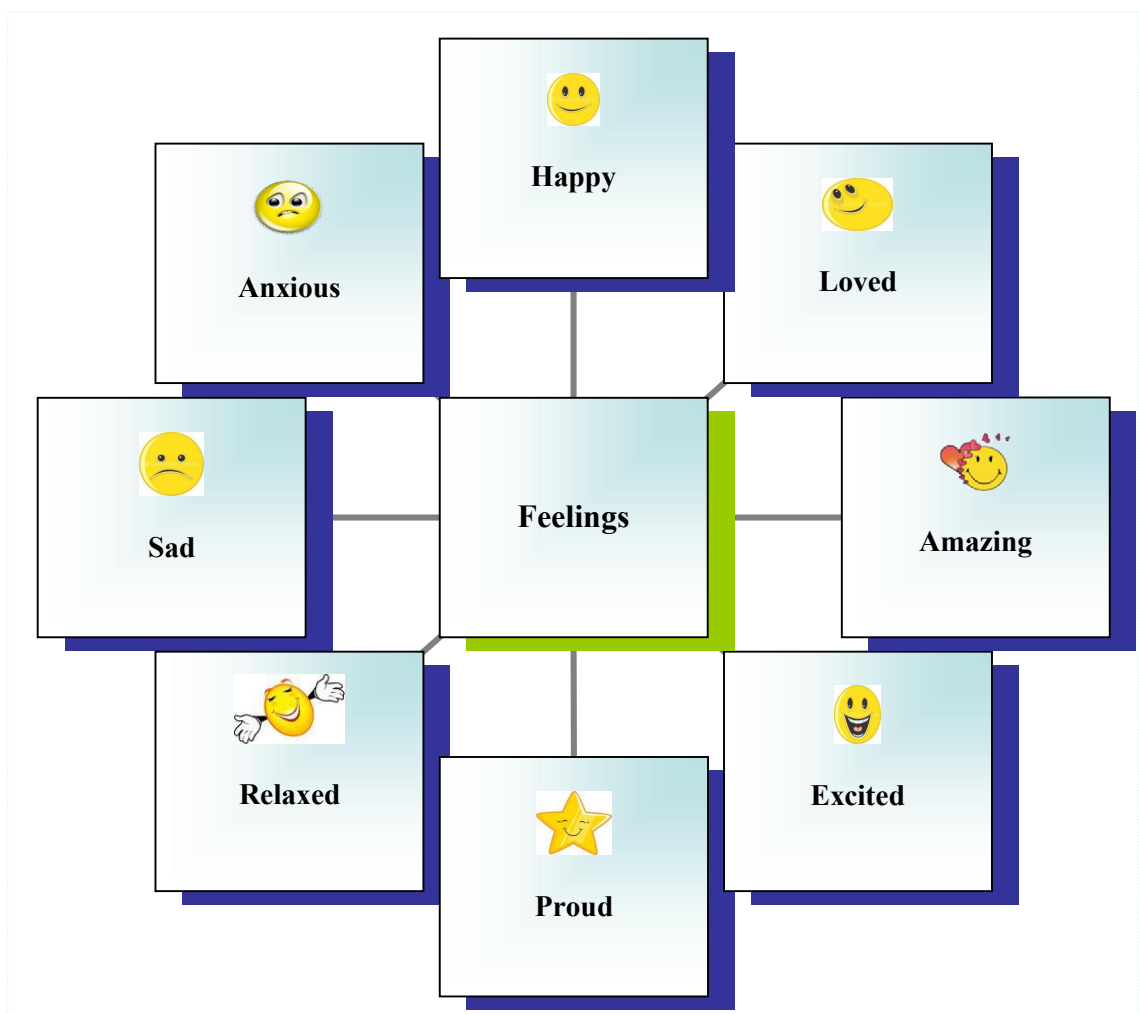 Happy
Anxious
Loved
Sad
Feelings
Amazing
Relaxed
Excited
Proud